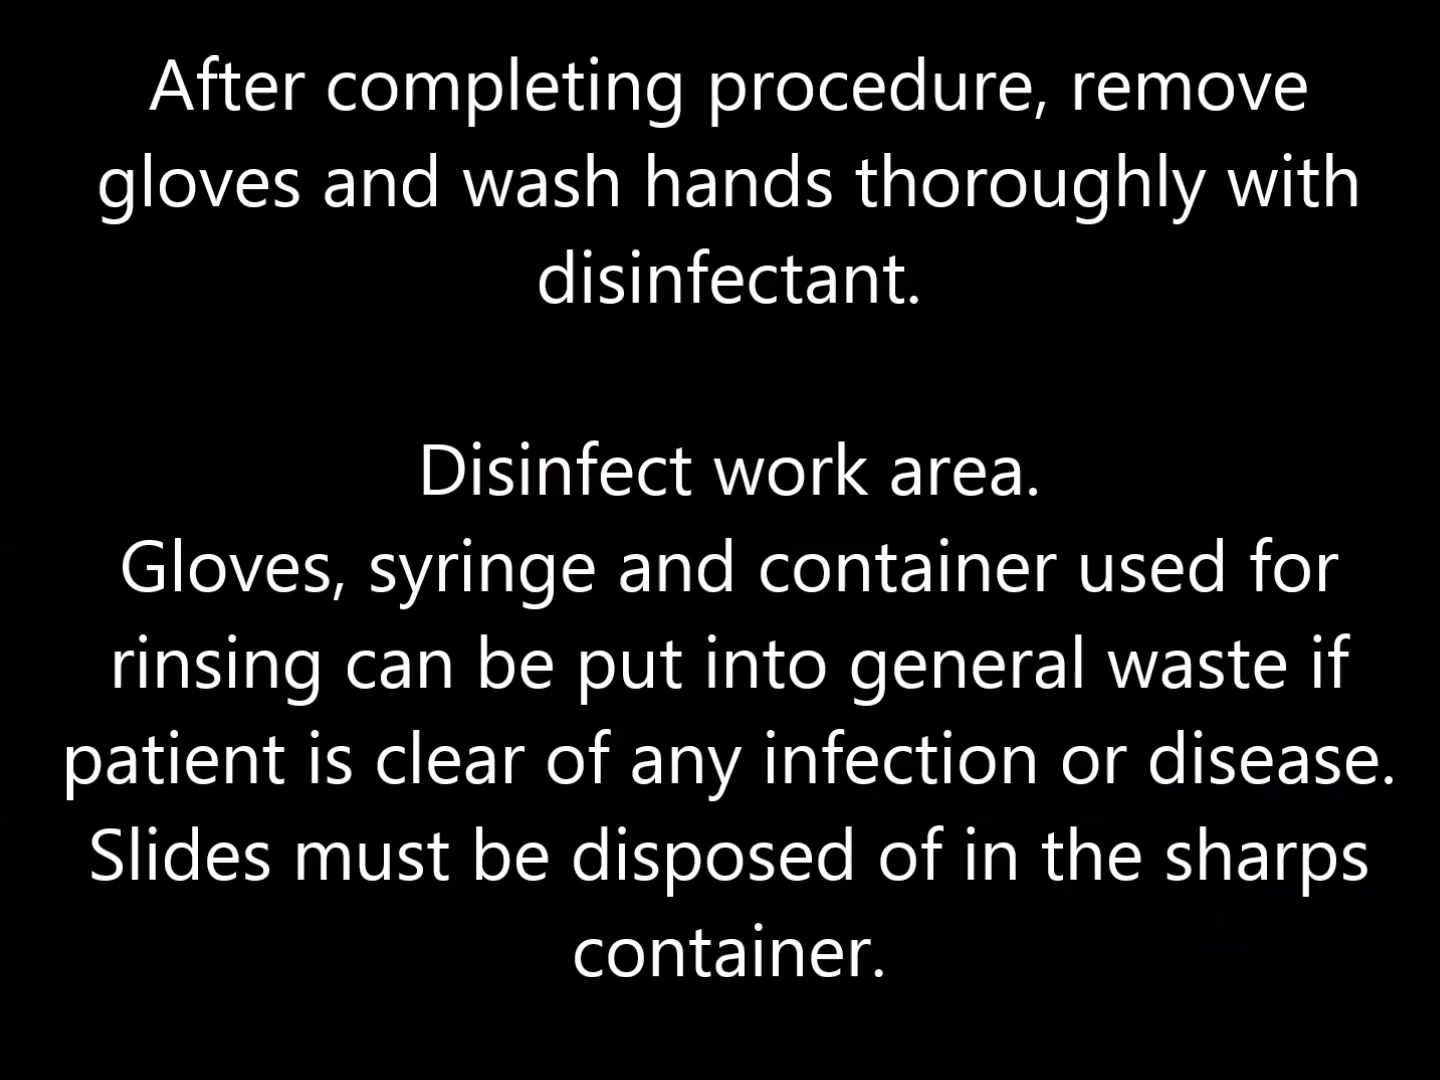 After completing procedure, remove
gloves and wash hands thoroughly with
disinfectant.
Disinfect work area.
Gloves, syringe and container used for
rinsing can be put into general waste if
patient is clear of any infection or disease.
Slides must be disposed of in the sharps
container.